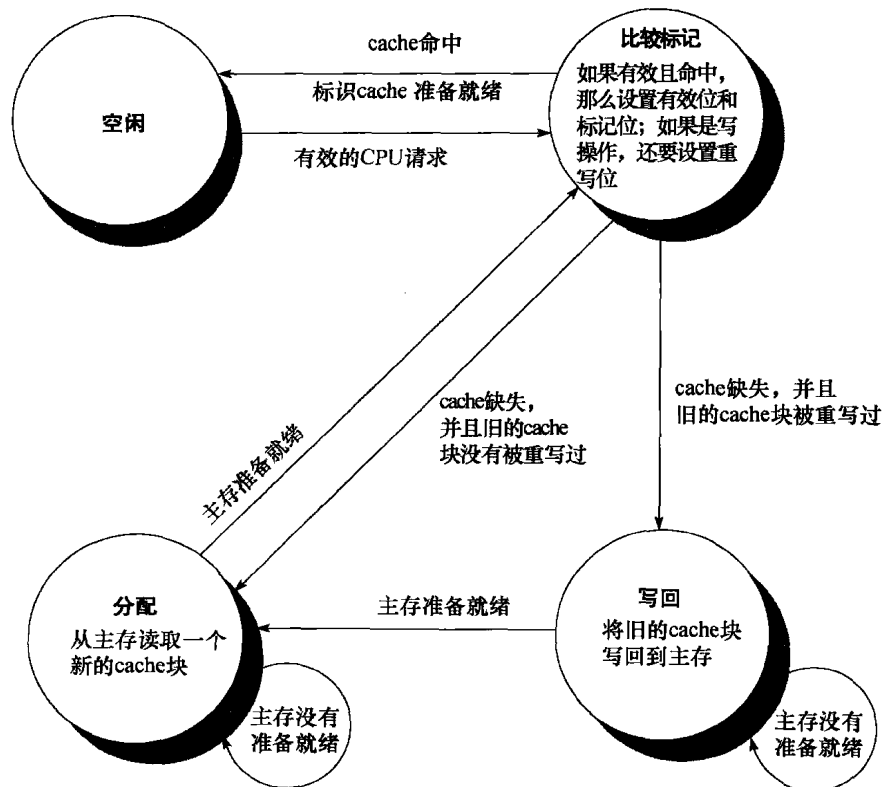 cache命中
标识cache 准备就绪
空闲
有效的CPU请求
比较标记
如果有效且命中，
那么设置有效位和
标记位；如果是写
操作，还要设置重
写位
cache缺失，并且
旧的cache块被重写过
cache缺失，
并且旧的cache
块没有被重写过
主存准备就绪
分配
从主存读取一个
新的cache块
主存准备就绪
写回
将旧的cache块
写回到主存
主存没有
准备就绪
主存没有
准备就绪